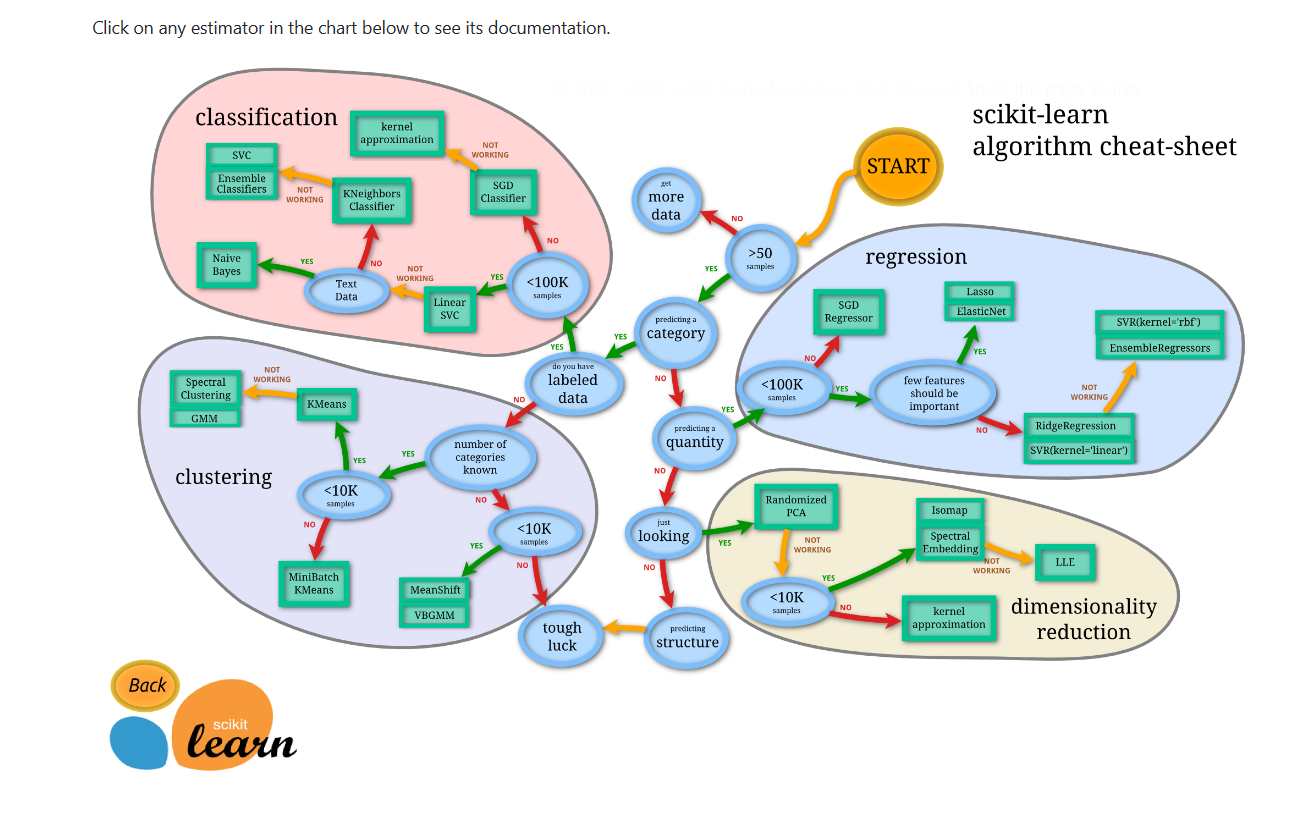 Click on any estimator in the chart below to see its documentation.
scikit-learn
algorithm cheat-sheet
START
get
more
data
NO
>50
samples
YES
predicting a
category
YES
NO
do you have
labeled
data
YES
NO
predicting a
quantity
YES
NO
just
looking
YES
NO
predicting
structure
tough
luck
classification
kernel
approximation
NOT
WORKING
SVC
Ensemble
Classifiers
NOT
WORKING
KNeighbors
Classifier
SGD
Classifier
NO
Naive
Bayes
YES
NO
Text
Data
NOT
WORKING
Linear
SVC
YES
<100K
samples
regression
SGD
Regressor
NO
<100K
samples
YES
Lasso
ElasticNet
YES
few features
should be
important
NO
SVR(kernel='rbf')
EnsembleRegressors
NOT
WORKING
RidgeRegression
SVR(kernel='linear')
clustering
Spectral
Clustering
GMM
NOT
WORKING
KMeans
YES
number of
categories
known
YES
NO
<10K
samples
NO
MiniBatch
KMeans
<10K
samples
YES
NO
MeanShift
VBGMM
dimensionality
reduction
Randomized
PCA
NOT
WORKING
<10K
samples
YES
NO
Isomap
Spectral
Embedding
NOT
WORKING
LLE
kernel
approximation
Back
scikit
learn